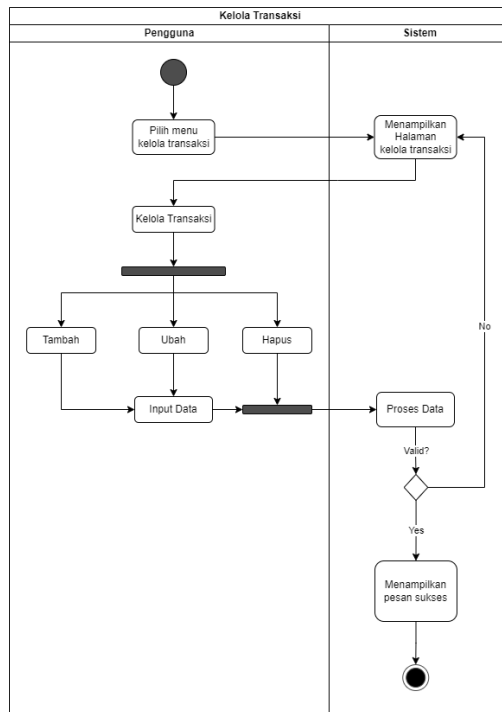 Kelola Transaksi
Pengguna
Sistem
Pilih menu
kelola transaksi
Menampilkan
Halaman
kelola transaksi
Kelola Transaksi
Tambah
Ubah
Hapus
No
Input Data
Proses Data
Valid?
Yes
Menampilkan
pesan sukses